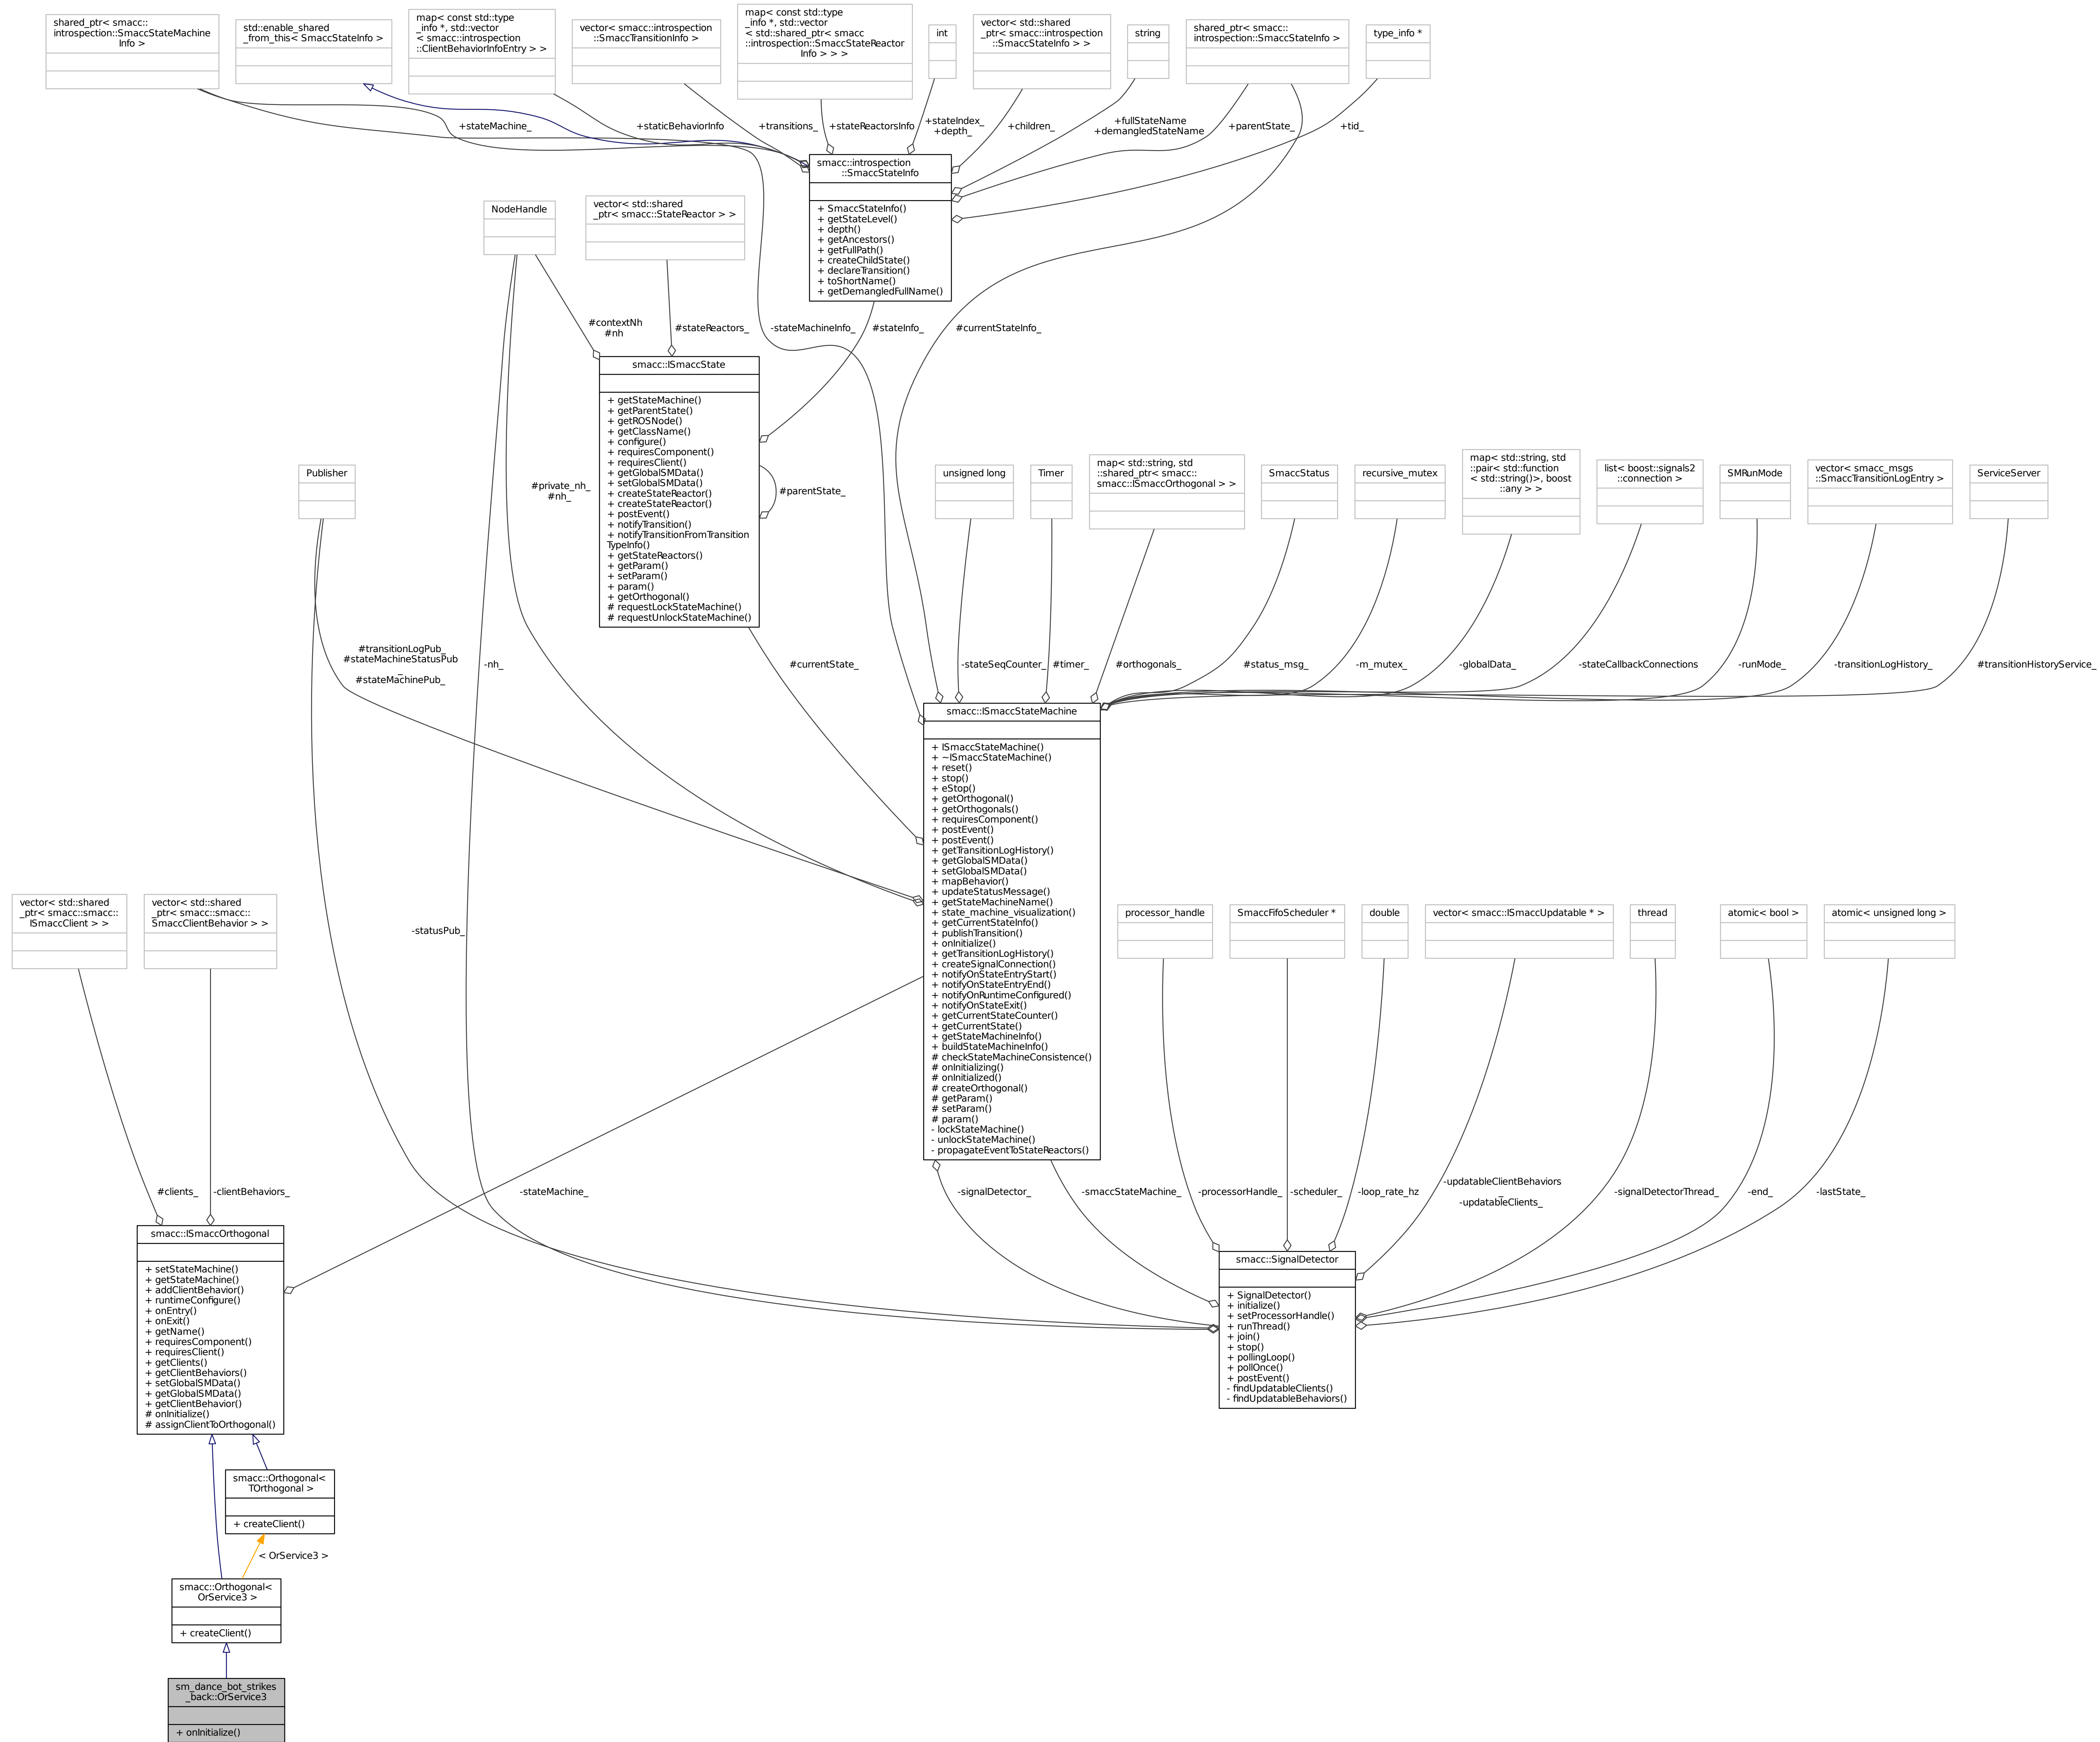 shared_ptr< smacc::
introspection::SmaccStateMachine
Info >
std::enable_shared
_from_this< SmaccStateInfo >
map< const std::type
_info *, std::vector
< smacc::introspection
::ClientBehaviorInfoEntry > >
vector< smacc::introspection
::SmaccTransitionInfo >
map< const std::type
_info *, std::vector
< std::shared_ptr< smacc
::introspection::SmaccStateReactor
Info > > >
int
vector< std::shared
_ptr< smacc::introspection
::SmaccStateInfo > >
string
shared_ptr< smacc::
introspection::SmaccStateInfo >
type_info *
+stateMachine_
+staticBehaviorInfo
+transitions_
+stateReactorsInfo
+stateIndex_
+depth_
+children_
+fullStateName
+demangledStateName
+parentState_
+tid_
smacc::introspection
::SmaccStateInfo
+ SmaccStateInfo()
+ getStateLevel()
+ depth()
+ getAncestors()
+ getFullPath()
+ createChildState()
+ declareTransition()
+ toShortName()
+ getDemangledFullName()
NodeHandle
vector< std::shared
_ptr< smacc::StateReactor > >
#contextNh
#nh
#stateReactors_
-stateMachineInfo_
#stateInfo_
#currentStateInfo_
smacc::ISmaccState
+ getStateMachine()
+ getParentState()
+ getROSNode()
+ getClassName()
+ configure()
+ requiresComponent()
+ requiresClient()
+ getGlobalSMData()
+ setGlobalSMData()
+ createStateReactor()
+ createStateReactor()
+ postEvent()
+ notifyTransition()
+ notifyTransitionFromTransition
TypeInfo()
+ getStateReactors()
+ getParam()
+ setParam()
+ param()
+ getOrthogonal()
# requestLockStateMachine()
# requestUnlockStateMachine()
#parentState_
#private_nh_
#nh_
Publisher
unsigned long
Timer
map< std::string, std
::shared_ptr< smacc::
smacc::ISmaccOrthogonal > >
SmaccStatus
recursive_mutex
map< std::string, std
::pair< std::function
< std::string()>, boost
::any > >
list< boost::signals2
::connection >
SMRunMode
vector< smacc_msgs
::SmaccTransitionLogEntry >
ServiceServer
#transitionLogPub_
#stateMachineStatusPub
_
#stateMachinePub_
-nh_
#currentState_
-stateSeqCounter_
#timer_
#orthogonals_
#status_msg_
-m_mutex_
-globalData_
-stateCallbackConnections
-runMode_
-transitionLogHistory_
#transitionHistoryService_
smacc::ISmaccStateMachine
+ ISmaccStateMachine()
+ ~ISmaccStateMachine()
+ reset()
+ stop()
+ eStop()
+ getOrthogonal()
+ getOrthogonals()
+ requiresComponent()
+ postEvent()
+ postEvent()
+ getTransitionLogHistory()
+ getGlobalSMData()
+ setGlobalSMData()
+ mapBehavior()
+ updateStatusMessage()
+ getStateMachineName()
+ state_machine_visualization()
+ getCurrentStateInfo()
+ publishTransition()
+ onInitialize()
+ getTransitionLogHistory()
+ createSignalConnection()
+ notifyOnStateEntryStart()
+ notifyOnStateEntryEnd()
+ notifyOnRuntimeConfigured()
+ notifyOnStateExit()
+ getCurrentStateCounter()
+ getCurrentState()
+ getStateMachineInfo()
+ buildStateMachineInfo()
# checkStateMachineConsistence()
# onInitializing()
# onInitialized()
# createOrthogonal()
# getParam()
# setParam()
# param()
- lockStateMachine()
- unlockStateMachine()
- propagateEventToStateReactors()
vector< std::shared
_ptr< smacc::smacc::
ISmaccClient > >
vector< std::shared
_ptr< smacc::smacc::
SmaccClientBehavior > >
-statusPub_
processor_handle
SmaccFifoScheduler *
double
vector< smacc::ISmaccUpdatable * >
thread
atomic< bool >
atomic< unsigned long >
#clients_
-clientBehaviors_
-stateMachine_
-signalDetector_
-smaccStateMachine_
-processorHandle_
-scheduler_
-loop_rate_hz
-updatableClientBehaviors
_
-updatableClients_
-signalDetectorThread_
-end_
-lastState_
smacc::ISmaccOrthogonal
+ setStateMachine()
+ getStateMachine()
+ addClientBehavior()
+ runtimeConfigure()
+ onEntry()
+ onExit()
+ getName()
+ requiresComponent()
+ requiresClient()
+ getClients()
+ getClientBehaviors()
+ setGlobalSMData()
+ getGlobalSMData()
+ getClientBehavior()
# onInitialize()
# assignClientToOrthogonal()
smacc::SignalDetector
+ SignalDetector()
+ initialize()
+ setProcessorHandle()
+ runThread()
+ join()
+ stop()
+ pollingLoop()
+ pollOnce()
+ postEvent()
- findUpdatableClients()
- findUpdatableBehaviors()
smacc::Orthogonal<
TOrthogonal >
+ createClient()
< OrService3 >
smacc::Orthogonal<
OrService3 >
+ createClient()
sm_dance_bot_strikes
_back::OrService3
+ onInitialize()